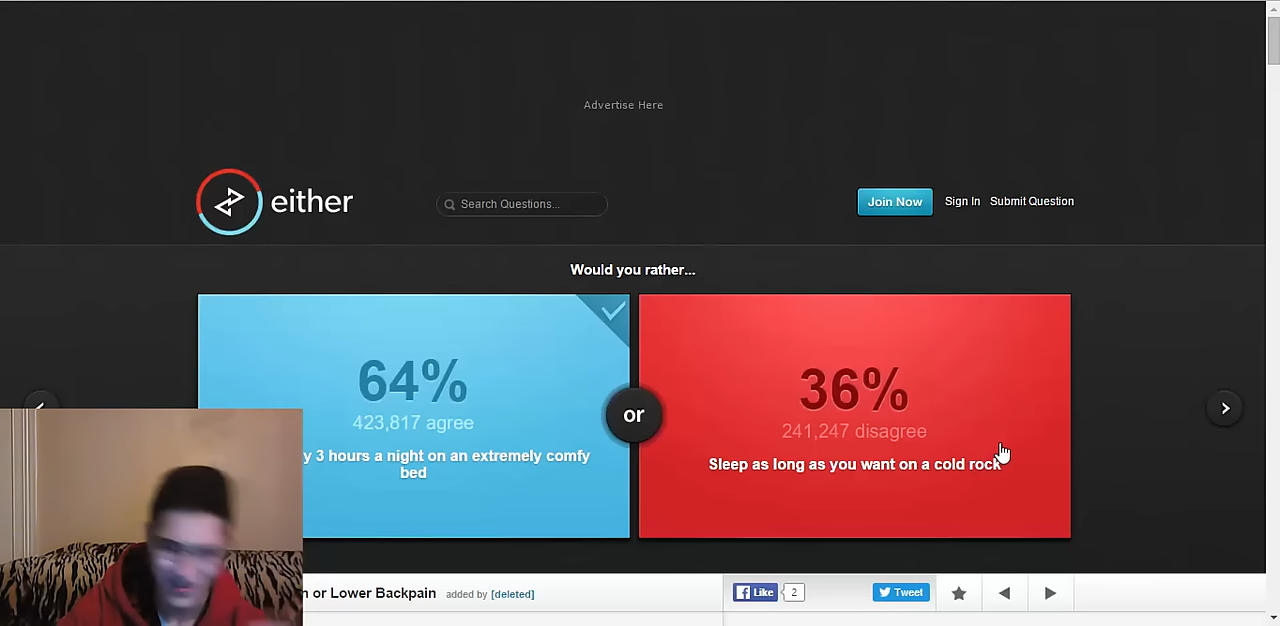 Advertise Here
either
Search Questions...
Join Now Sign In Submit Question
Would you rather...
64%
423,817 agree
3 hours a night on an extremely comfy
bed
or
36%
241,247 disagree
Sleep as long as you want on a cold rock
or Lower Backpain added by [deleted]
Like 2 Tweet